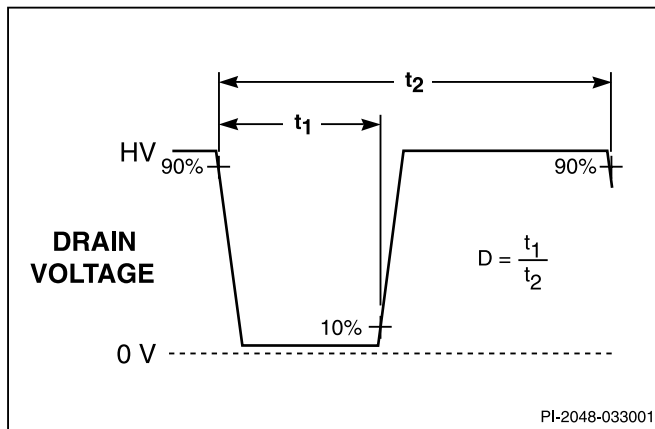 t2
t1
HV
90%
90%
DRAIN
VOLTAGE
D = t1
t2
10%
0 V
PI-2048-033001